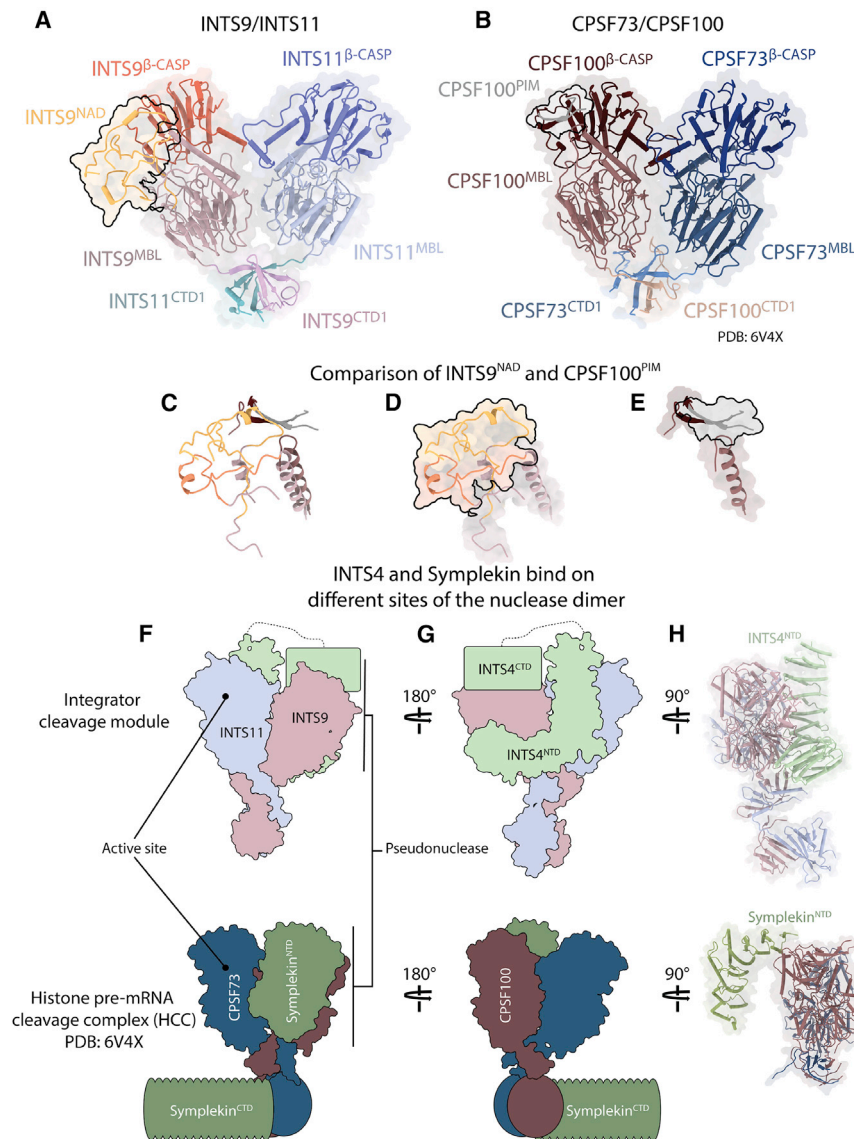 A
INTS9/INTS11
INTS9β-CASP
INTS11β-CASP
INTS9NAD
INTS9MBL
INTS11MBL
INTS11CTD1
INTS9CTD1
B
CPSF73/CPSF100
CPSF100β-CASP
CPSF73β-CASP
CPSF100PIM
CPSF100MBL
CPSF73MBL
CPSF73CTD1
CPSF100CTD1
PDB: 6V4X
Comparison of INTS9NAD and CPSF100PIM
C
D
E
INTS4 and Symplekin bind on
different sites of the nuclease dimer
F
G
H
Integrator
cleavage module
INTS11
INTS9
180°
INTS4CTD
INTS4NTD
90°
INTS4NTD
Active site
Pseudonuclease
Histone pre-mRNA
cleavage complex (HCC)
PDB: 6V4X
CPSF73
SymplekinNTD
SymplekinCTD
180°
CPSF100
SymplekinCTD
90°
SymplekinNTD